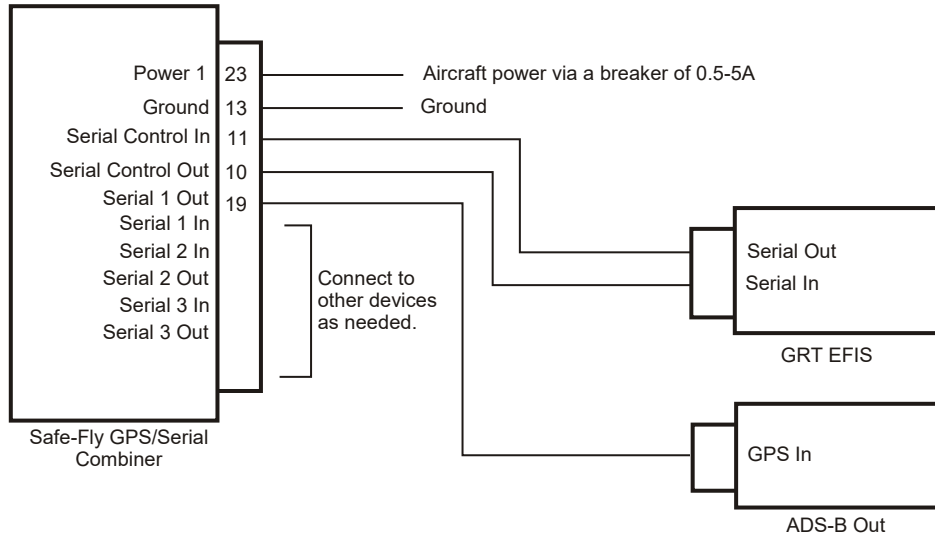 Power 1 23 Aircraft power via a breaker of 0.5-5A
Ground 13 Ground
Serial Control In 11
Serial Control Out 10
Serial 1 Out 19
Serial 1 In
Serial 2 In
Serial 2 Out
Serial 3 In
Serial 3 Out
Connect to
other devices
as needed.
Safe-Fly GPS/Serial
Combiner
Serial Out
Serial In
GRT EFIS
GPS In
ADS-B Out